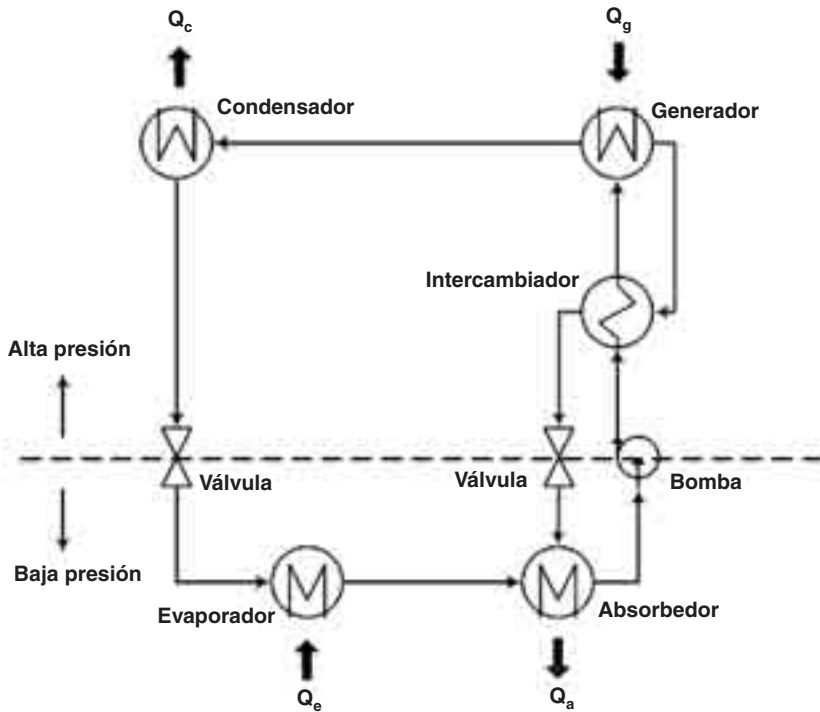 Qc
Qg
Condensador
Generador
Intercambiador
Alta presión
Válvula
Válvula
Bomba
Baja presión
Evaporador
Absorbedor
Qe
Qa